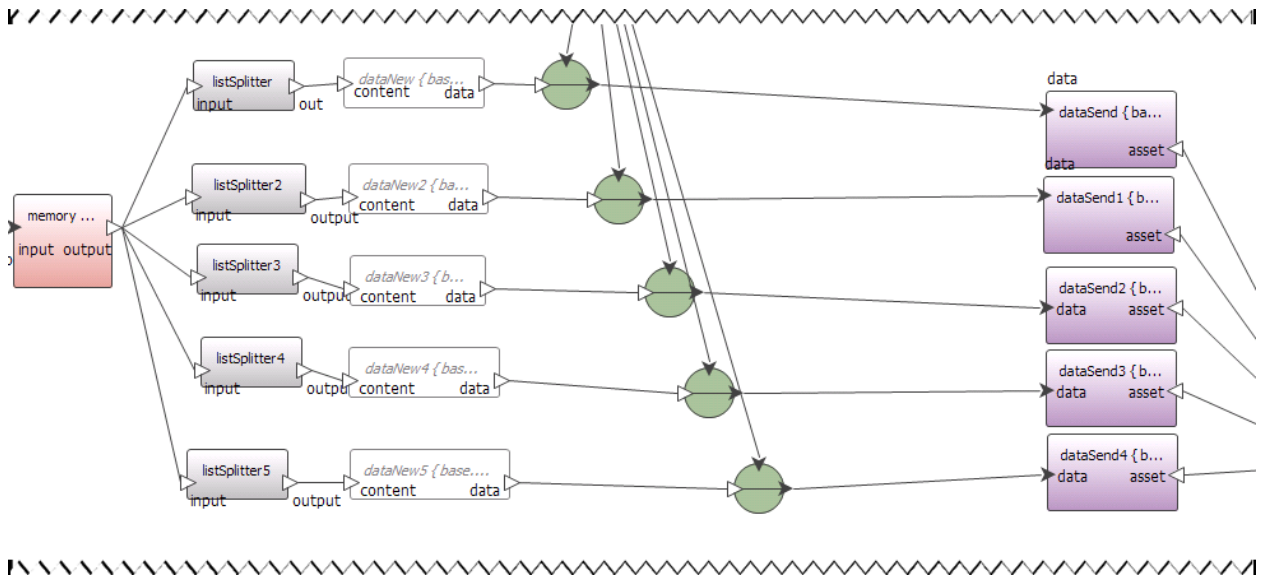 listSplitter
input
out
dataNew { bas...
content data
data
dataSend { ba...
asset
listSplitter2
input
output
dataNew2 { ba...
content data
data
dataSend1 { b...
asset
memory ...
input output
listSplitter3
input
outpu
dataNew3 { b...
content data
dataSend2 { b...
data asset
listSplitter4
input
outpu
dataNew4 { bas...
content data
dataSend3 { b...
data asset
listSplitter5
input
output
dataNew5 { base....
content data
dataSend4 { b...
data asset